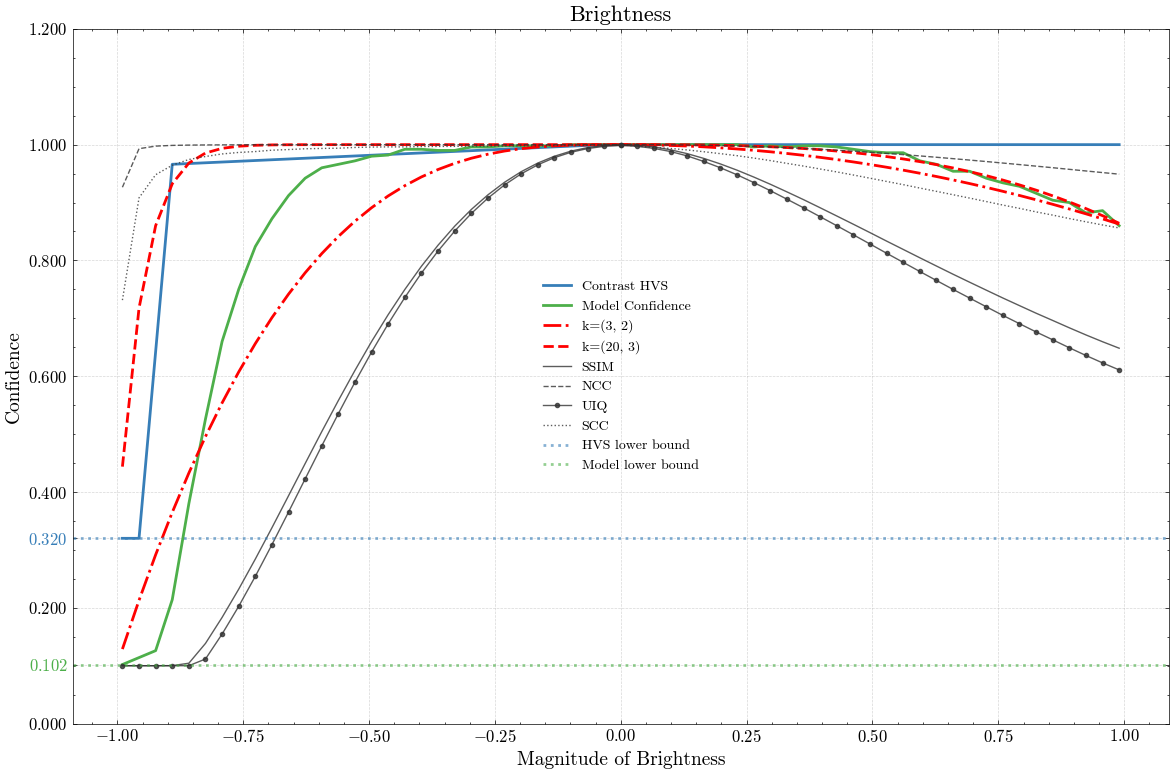 Brightness
1.200
1.000
0.800
0.600
0.400
0.320
0.200
0.102
0.000
Confidence
Contrast HVS
Model Confidence
k=(3, 2)
k=(20, 3)
SSIM
NCC
UIQ
SCC
HVS lower bound
Model lower bound
−1.00 −0.75 −0.50 −0.25 0.00 0.25 0.50 0.75 1.00
Magnitude of Brightness